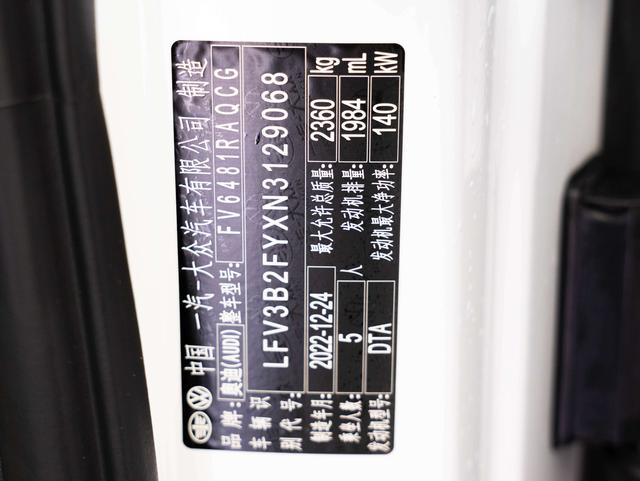 中国 一汽-大众汽车有限公司 制造
品牌: 奥迪(AUDI) 整车型号: FV6481RAQCG
车辆识别代号: LFV3B2FYXN3129068
制造年月: 2022-12-24 最大允许总质量: 2360 kg
乘坐人数: 5 人 发动机排量: 1984 mL
发动机型号: DTA 发动机最大净功率: 140 kW